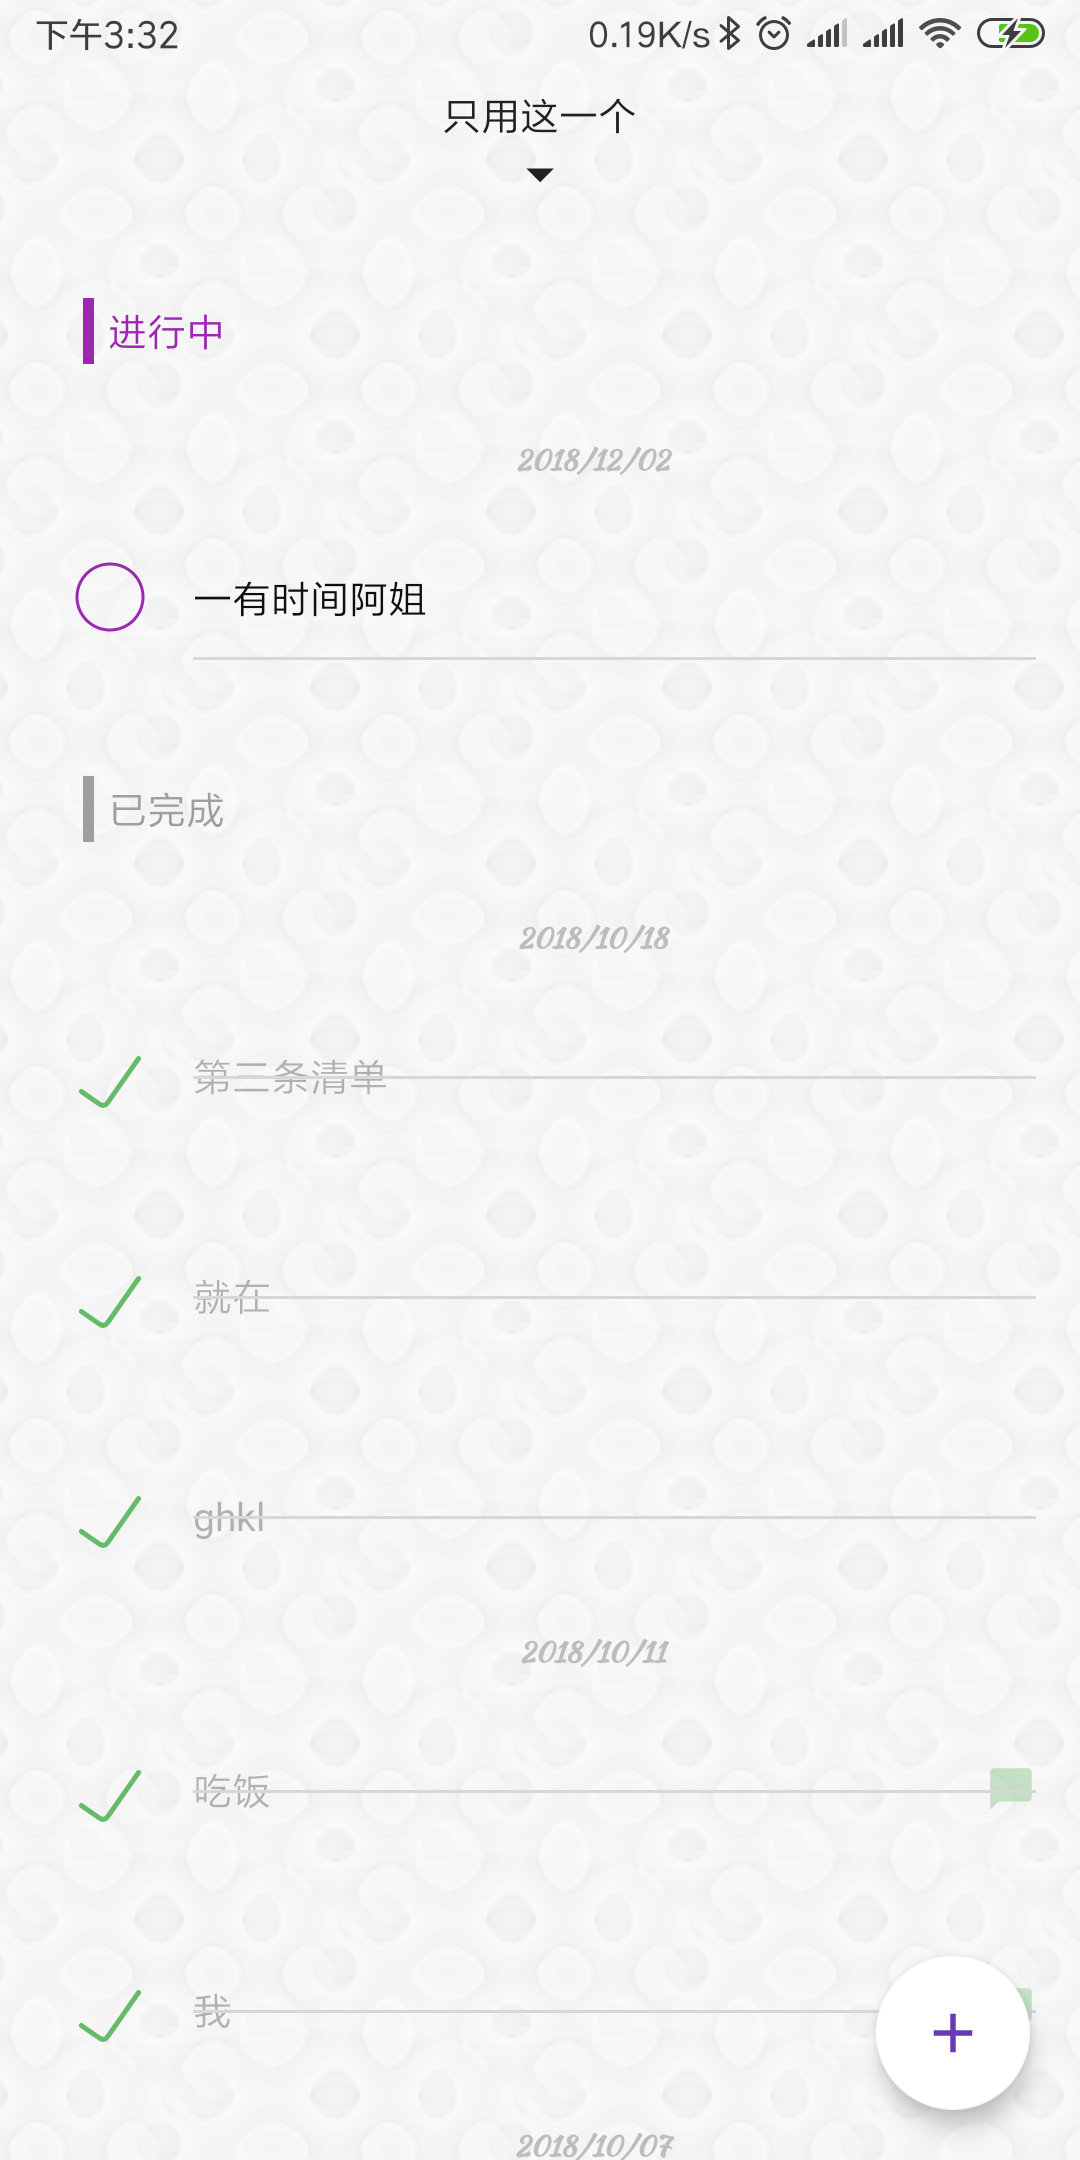 下午3:32 0.19K/s
只用这一个
进行中
2018/12/02
一有时间阿姐
已完成
2018/10/18
第三条清单
就在
ghkl
2018/10/11
吃饭
我
2018/10/07